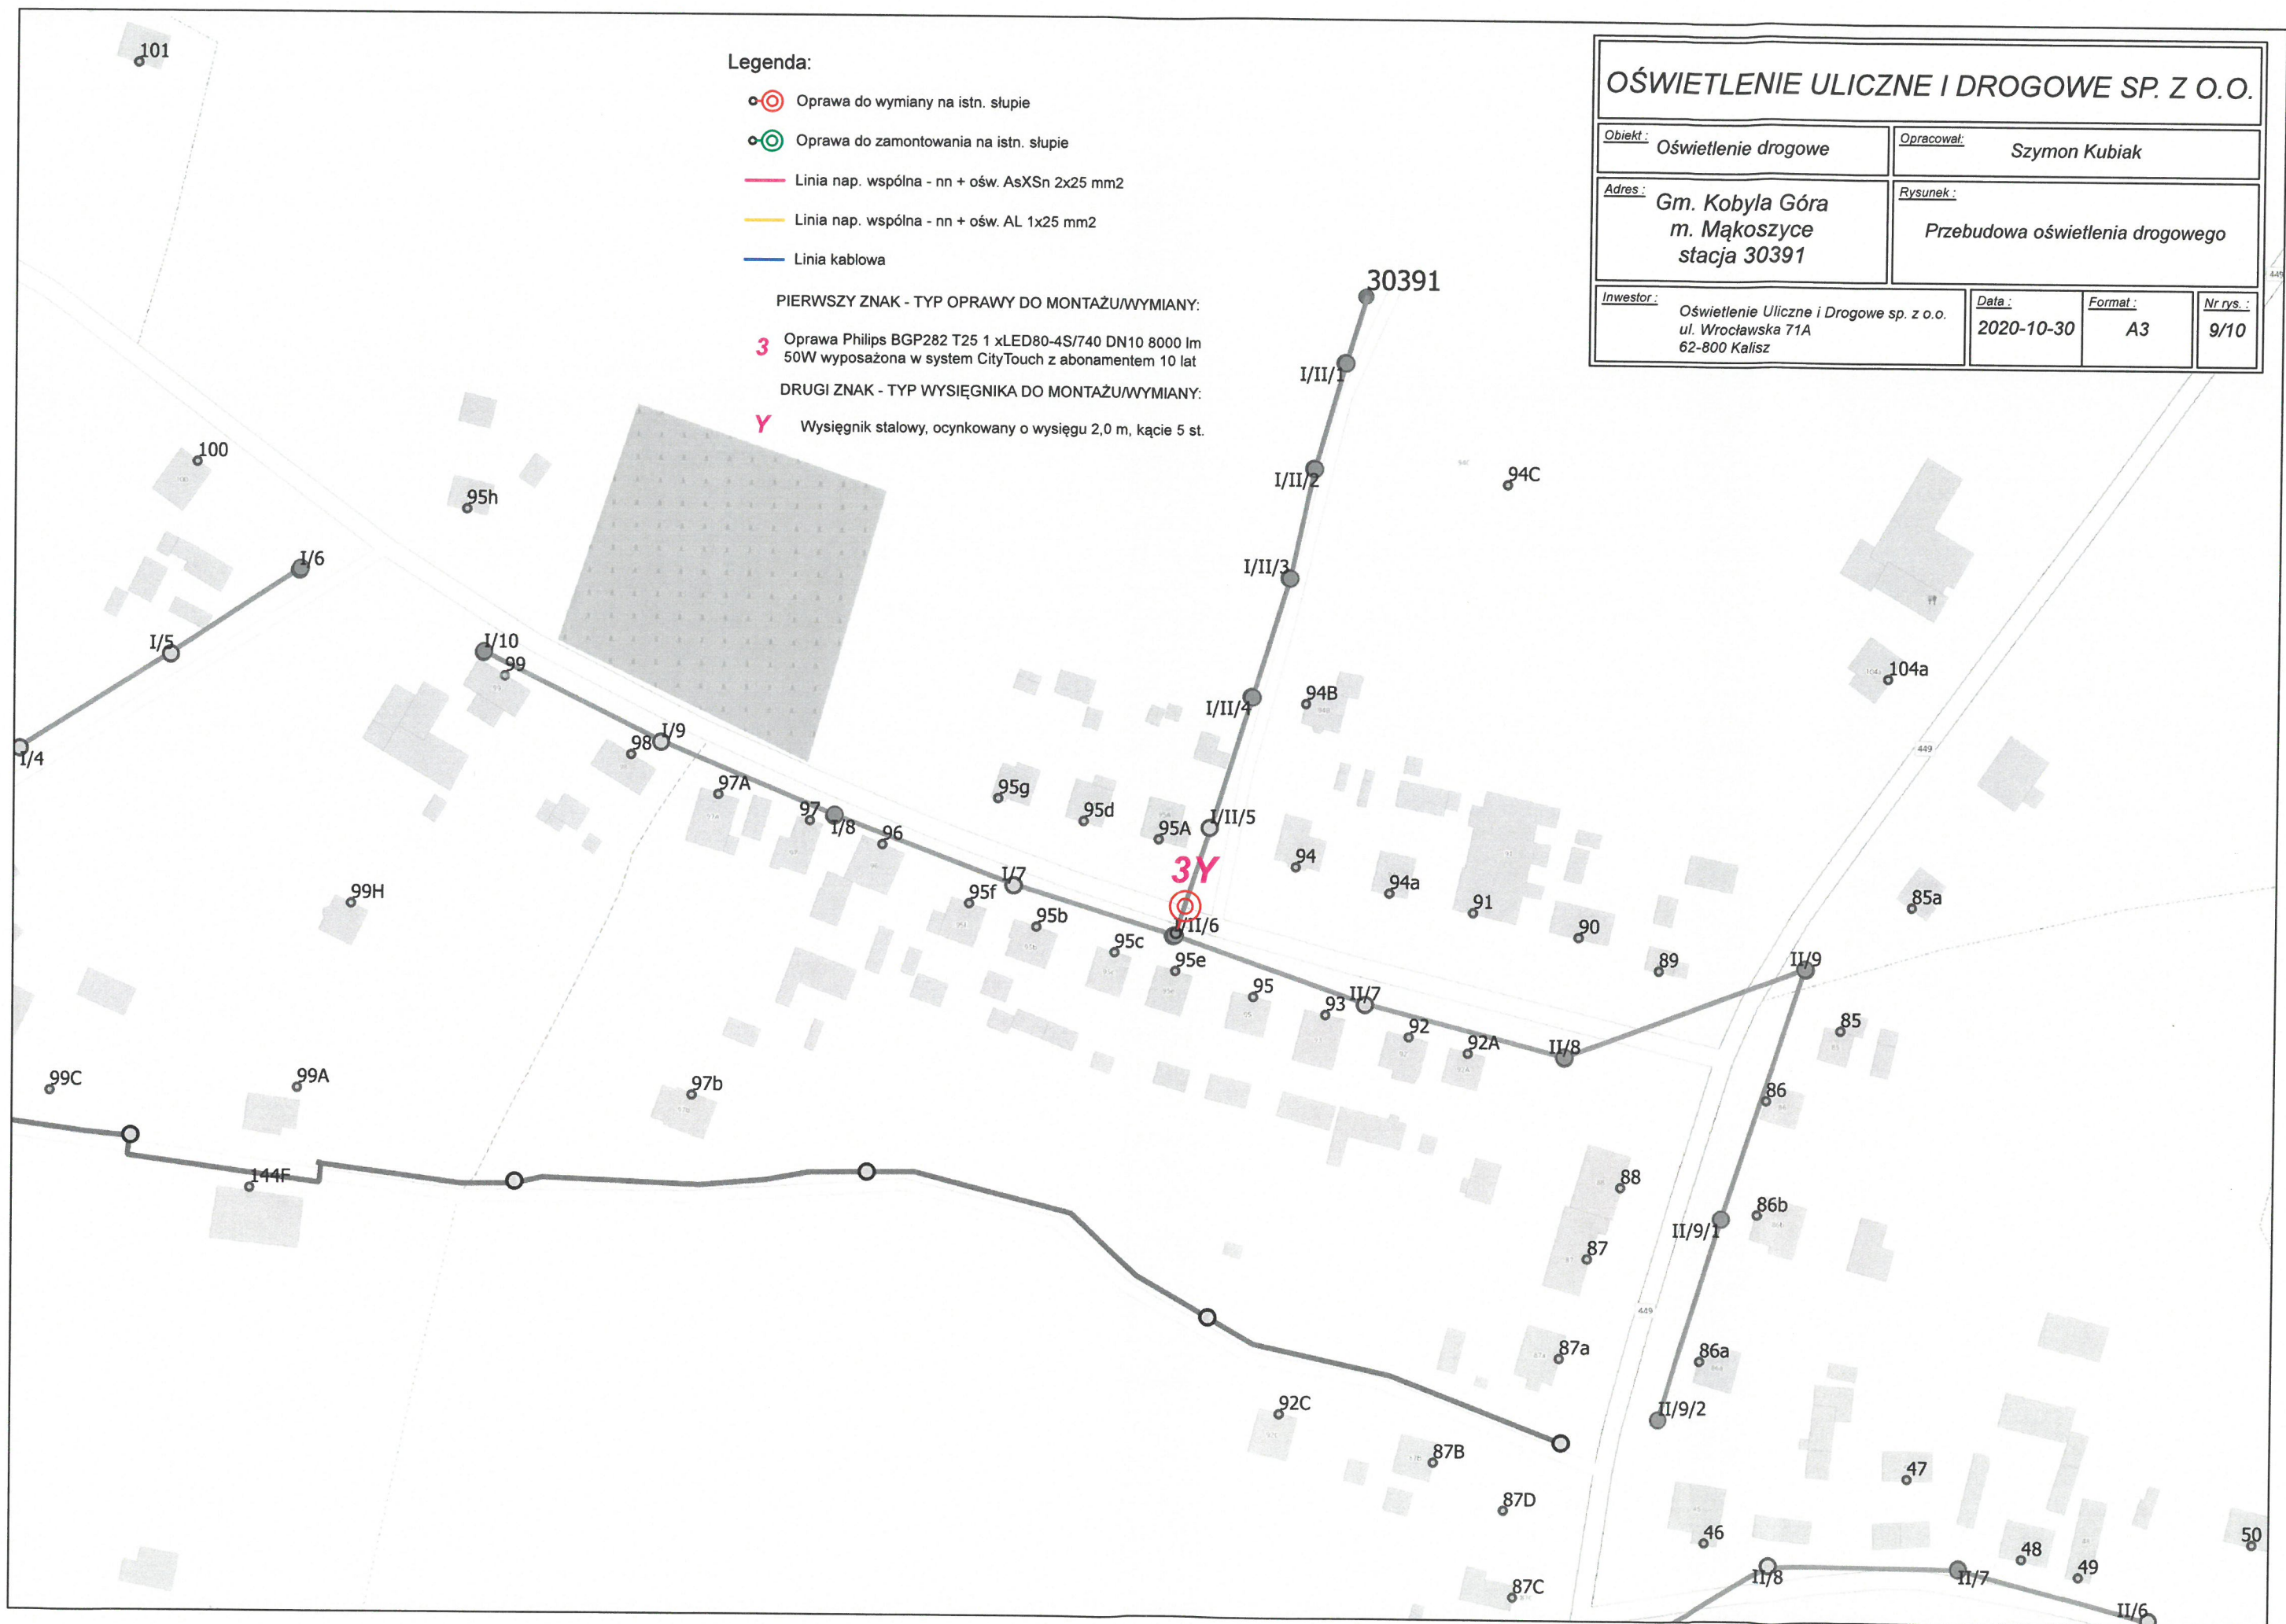 Legenda:
Oprawa do wymiany na istn. słupie
Oprawa do zamontowania na istn. słupie
Linia nap. wspólna - nn + ośw. AsXSn 2x25 mm2
Linia nap. wspólna - nn + ośw. AL 1x25 mm2
Linia kablowa
PIERWSZY ZNAK - TYP OPRAWY DO MONTAŻU/WYMIANY:
3 Oprawa Philips BGP282 T25 1 xLED80-4S/740 DN10 8000 lm
50W wyposażona w system CityTouch z abonamentem 10 lat
DRUGI ZNAK - TYP WYSIĘGNIKA DO MONTAŻU/WYMIANY:
Y Wysięgnik stalowy, ocynkowany o wysięgu 2,0 m, kącie 5 st.
OŚWIETLENIE ULICZNE I DROGOWE SP. Z O.O.
Obiekt : Oświetlenie drogowe
Opracował: Szymon Kubiak
Adres : Gm. Kobyla Góra
m. Mąkoszyce
stacja 30391
Rysunek :
Przebudowa oświetlenia drogowego
Inwestor :
Oświetlenie Uliczne i Drogowe sp. z o.o.
ul. Wrocławska 71A
62-800 Kalisz
Data :
2020-10-30
Format :
A3
Nr rys. :
9/10
101
449
30391
I/II/1
100
I/II/2
94C
95h
I/6
I/II/3
I/5
I/10
99
104a
94B
I/II/4
I/4
98
I/9
449
97A
95g
97
I/8
95d
95A
I/II/5
96
94
3Y
I/7
94a
99H
95f
91
85a
95b
I/II/6
90
95c
95e
89
II/9
95
93
II/7
92
92A
II/8
85
99C
99A
97b
86
144F
88
86b
II/9/1
87
449
87a
86a
92C
II/9/2
87B
47
87D
46
48
49
50
II/8
II/7
87C
II/6